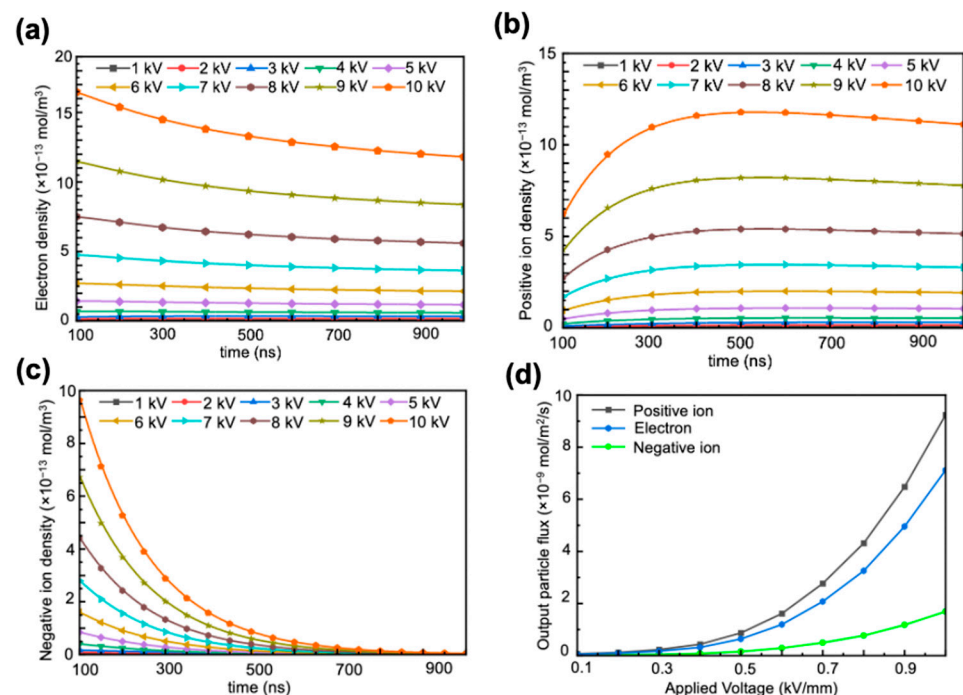 (a)
20
1 kV 2 kV 3 kV 4 kV 5 kV
6 kV 7 kV 8 kV 9 kV 10 kV
15
10
5
0
100 300 500 700 900
Electron density (×10⁻¹³ mol/m³)
time (ns)
(b)
15
1 kV 2 kV 3 kV 4 kV 5 kV
6 kV 7 kV 8 kV 9 kV 10 kV
10
5
0
100 300 500 700 900
Positive ion density (×10⁻¹³ mol/m³)
time (ns)
(c)
10
1 kV 2 kV 3 kV 4 kV 5 kV
6 kV 7 kV 8 kV 9 kV 10 kV
8
6
4
2
0
100 300 500 700 900
Negative ion density (×10⁻¹³ mol/m³)
time (ns)
(d)
10
Positive ion
Electron
Negative ion
8
6
4
2
0
0.1 0.3 0.5 0.7 0.9
Output particle flux (×10⁻⁹ mol/m²/s)
Applied Voltage (kV/mm)